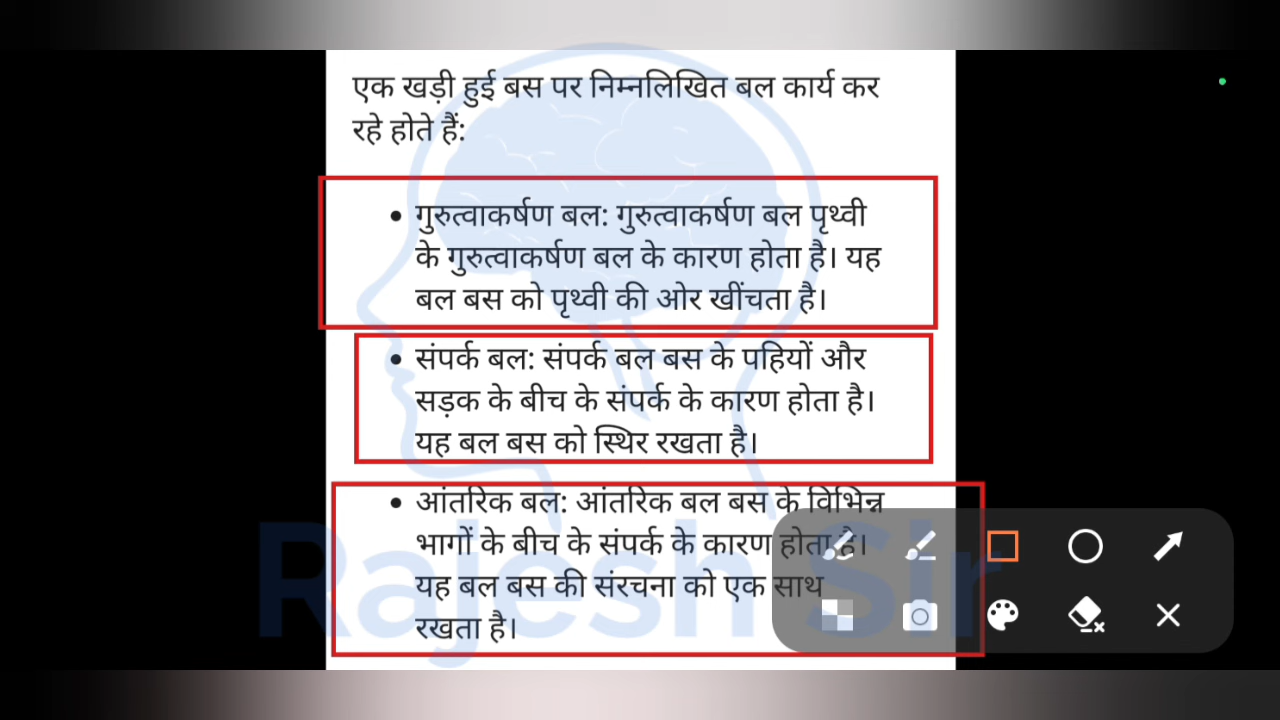 एक खड़ी हुई बस पर निम्नलिखित बल कार्य कर
रहे होते हैं:
• गुरुत्वाकर्षण बल: गुरुत्वाकर्षण बल पृथ्वी
के गुरुत्वाकर्षण बल के कारण होता है। यह
बल बस को पृथ्वी की ओर खींचता है।
• संपर्क बल: संपर्क बल बस के पहियों और
सड़क के बीच के संपर्क के कारण होता है।
यह बल बस को स्थिर रखता है।
• आंतरिक बल: आंतरिक बल बस के विभिन्न
भागों के बीच के संपर्क के कारण होता है।
यह बल बस की संरचना को एक साथ
रखता है।
Rajesh Sir